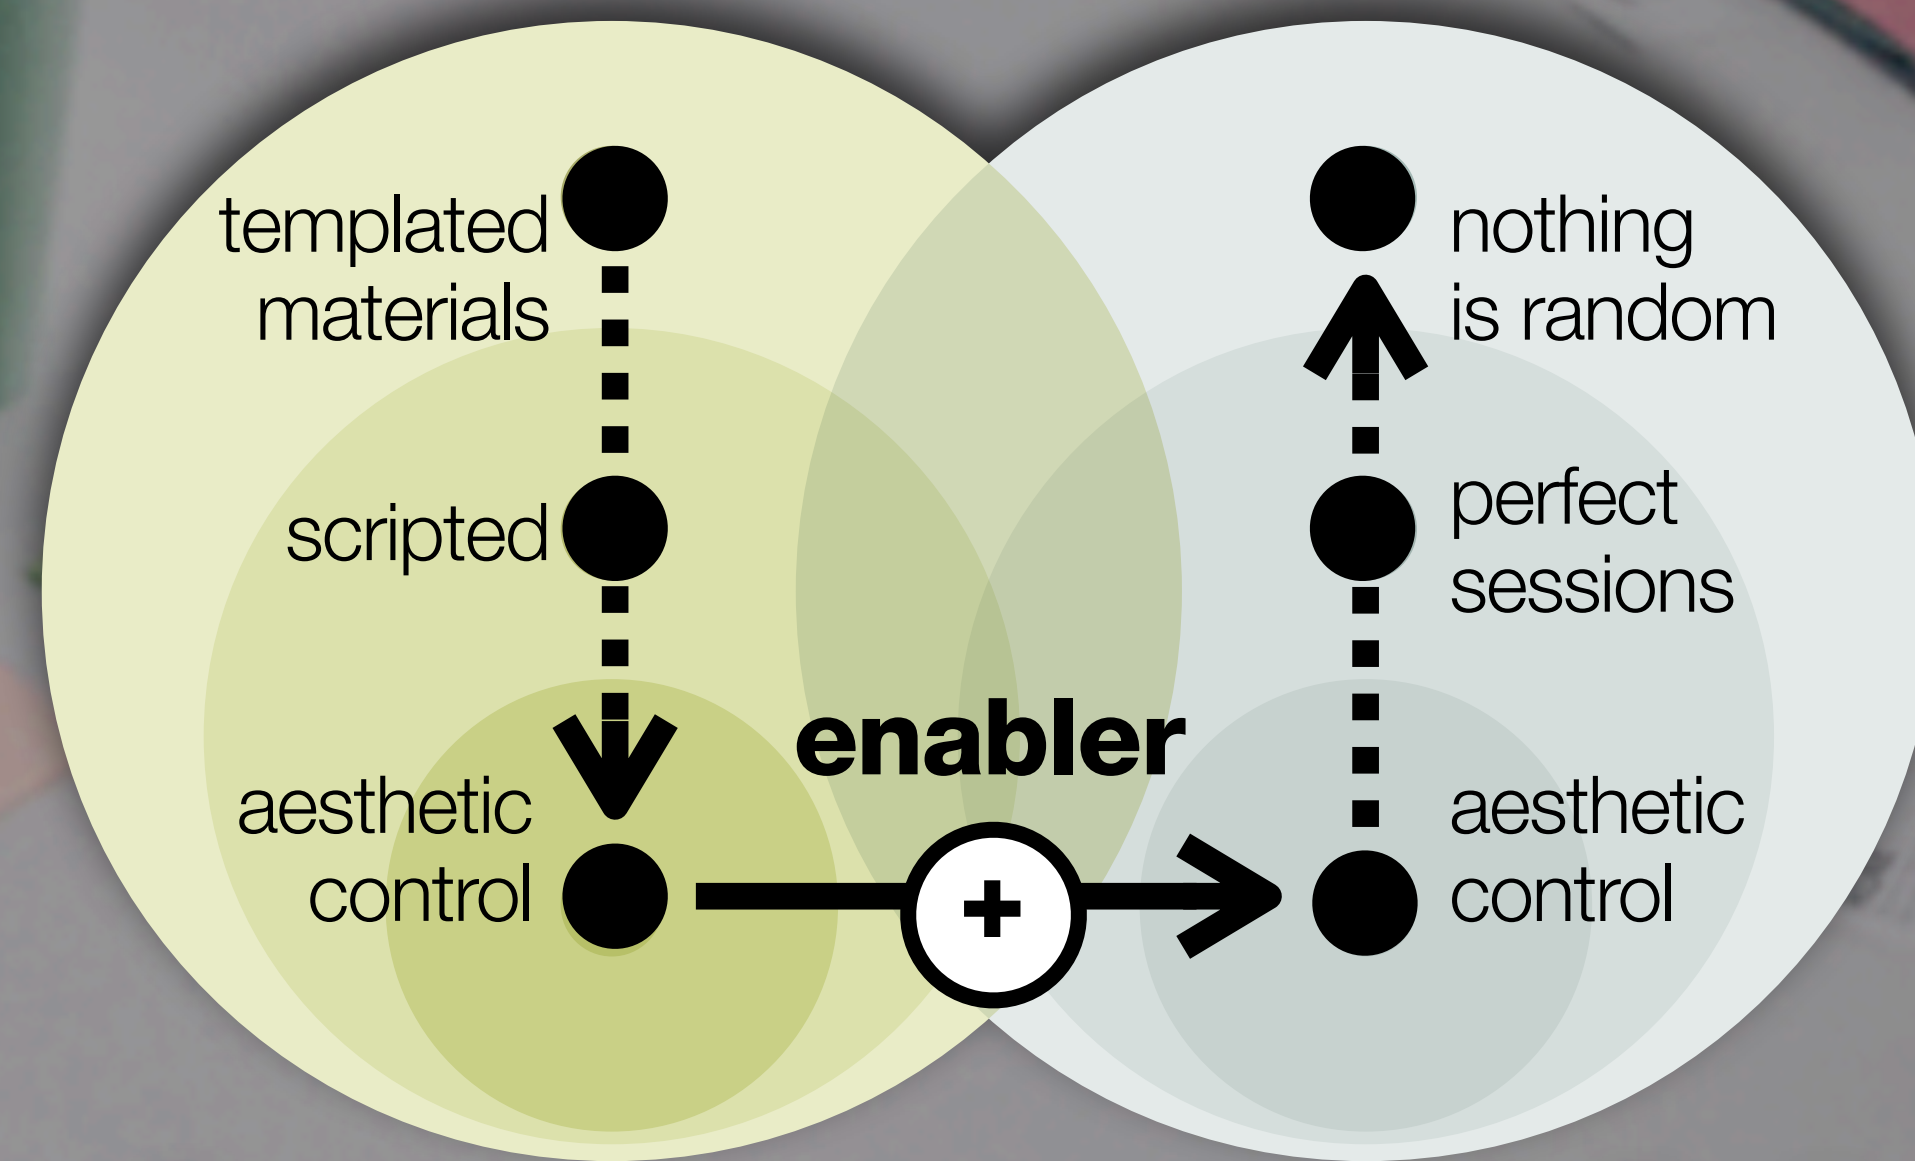 templated
materials
scripted
aesthetic
control
enabler
+
nothing
is random
perfect
sessions
aesthetic
control